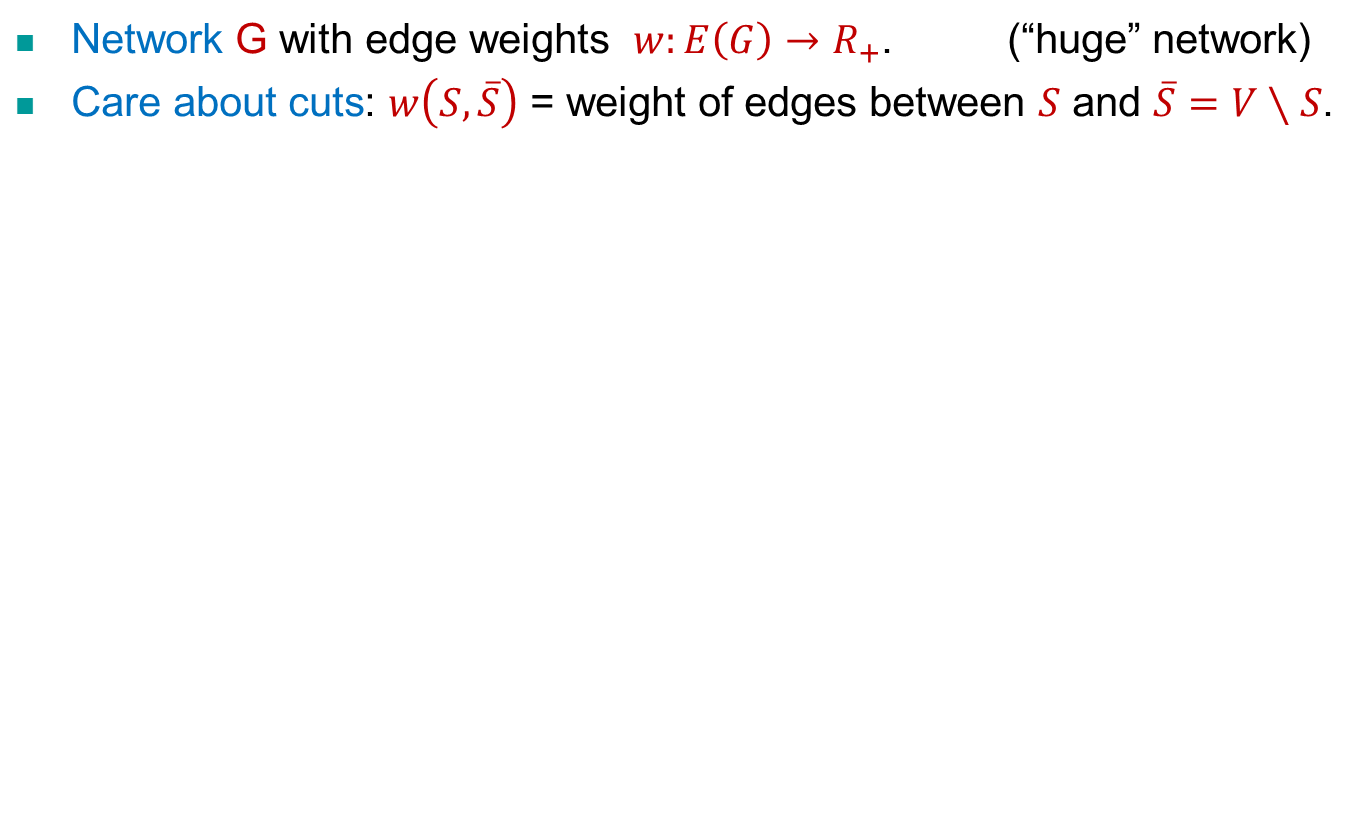 ▪ Network G with edge weights w: E(G) → R₊. (“huge” network)
▪ Care about cuts: w(S, S̄) = weight of edges between S and S̄ = V \ S.